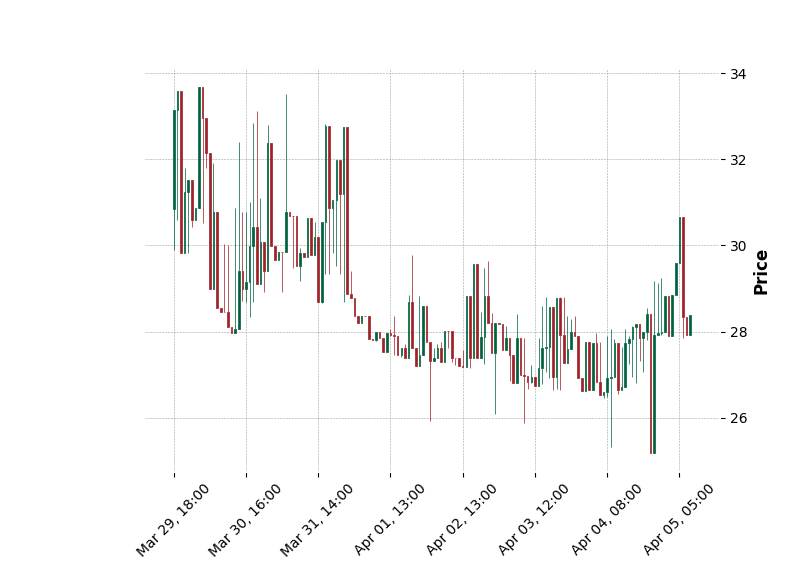 34
32
30
28
26
Price
Mar 29, 18:00
Mar 30, 16:00
Mar 31, 14:00
Apr 01, 13:00
Apr 02, 13:00
Apr 03, 12:00
Apr 04, 08:00
Apr 05, 05:00